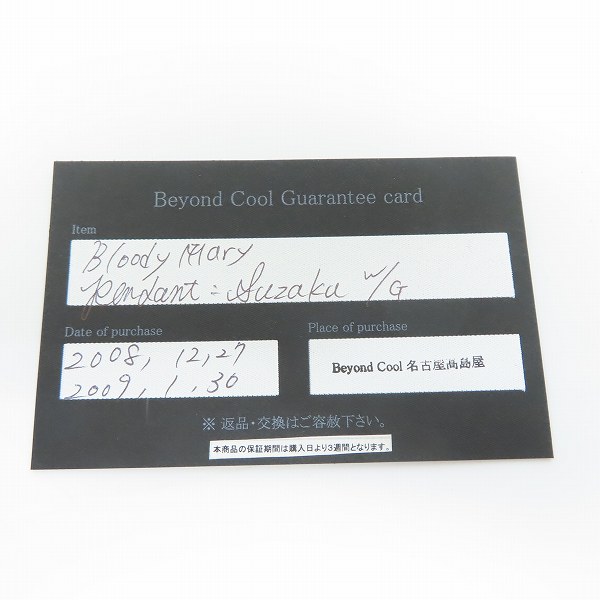 Beyond Cool Guarantee card
Item
Bloody Mary
Pendant : Suzaku W/G
Date of purchase
2008, 12, 27
2009, 1, 30
Place of purchase
Beyond Cool 名古屋髙島屋
※ 返品・交換はご容赦下さい。
本商品の保証期間は購入日より3週間となります。